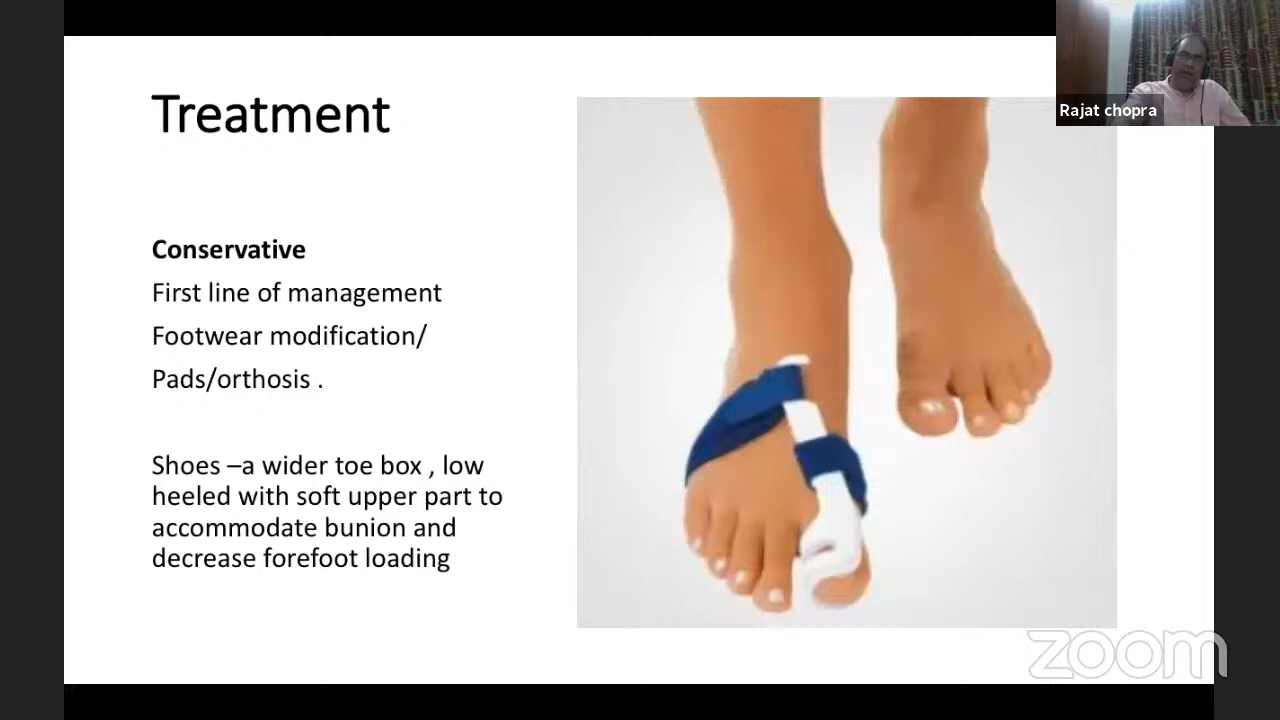 Treatment
Conservative
First line of management
Footwear modification/
Pads/orthosis .
Shoes –a wider toe box , low
heeled with soft upper part to
accommodate bunion and
decrease forefoot loading
Rajat chopra
zoom